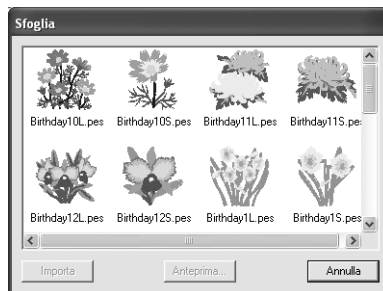 Sfoglia
Birthday10L.pes Birthday10S.pes Birthday11L.pes Birthday11S.pe
Birthday12L.pes Birthday12S.pes Birthday1L.pes Birthday1S.pes
Importa Anteprima... Annulla